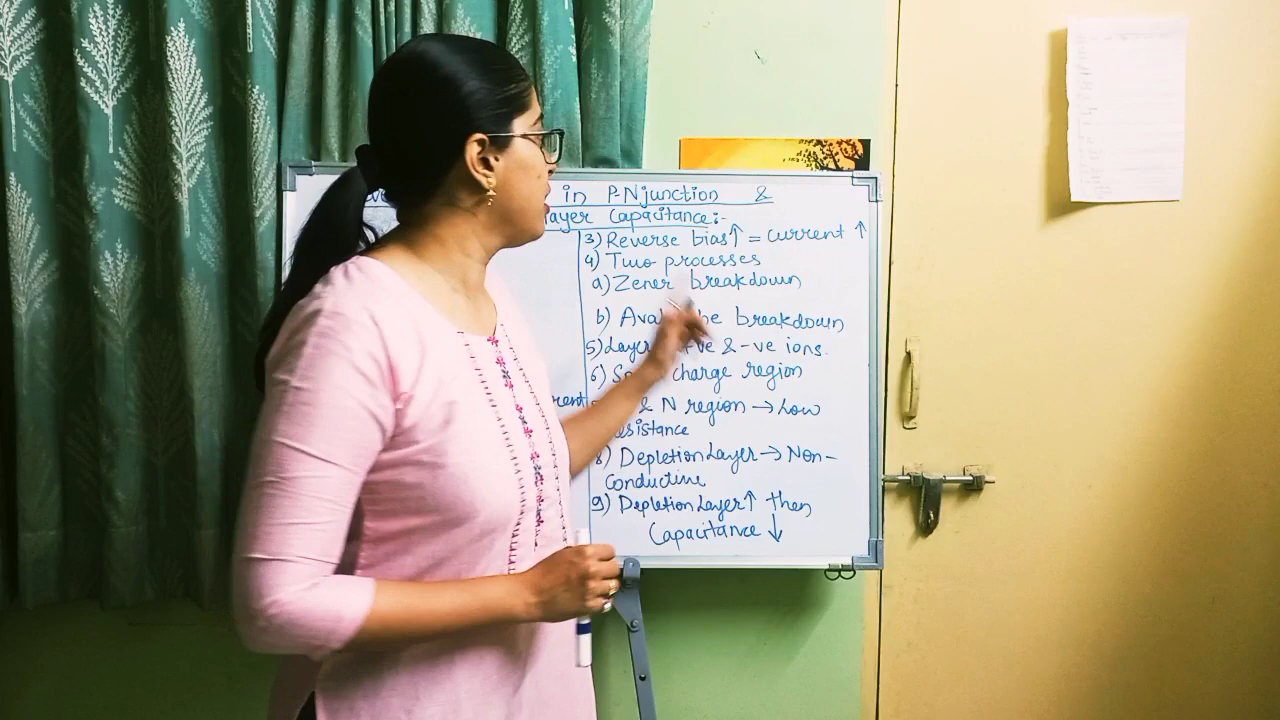 in P-N junction &
layer Capacitance:-
3) Reverse bias↑ = current ↑
4) Two processes
a) Zener breakdown
b) breakdown
5) Layer +ve & -ve ions.
6) charge region
& N region → Low
resistance
8) Depletion Layer → Non-
Conductive
9) Depletion Layer↑ then
Capacitance ↓